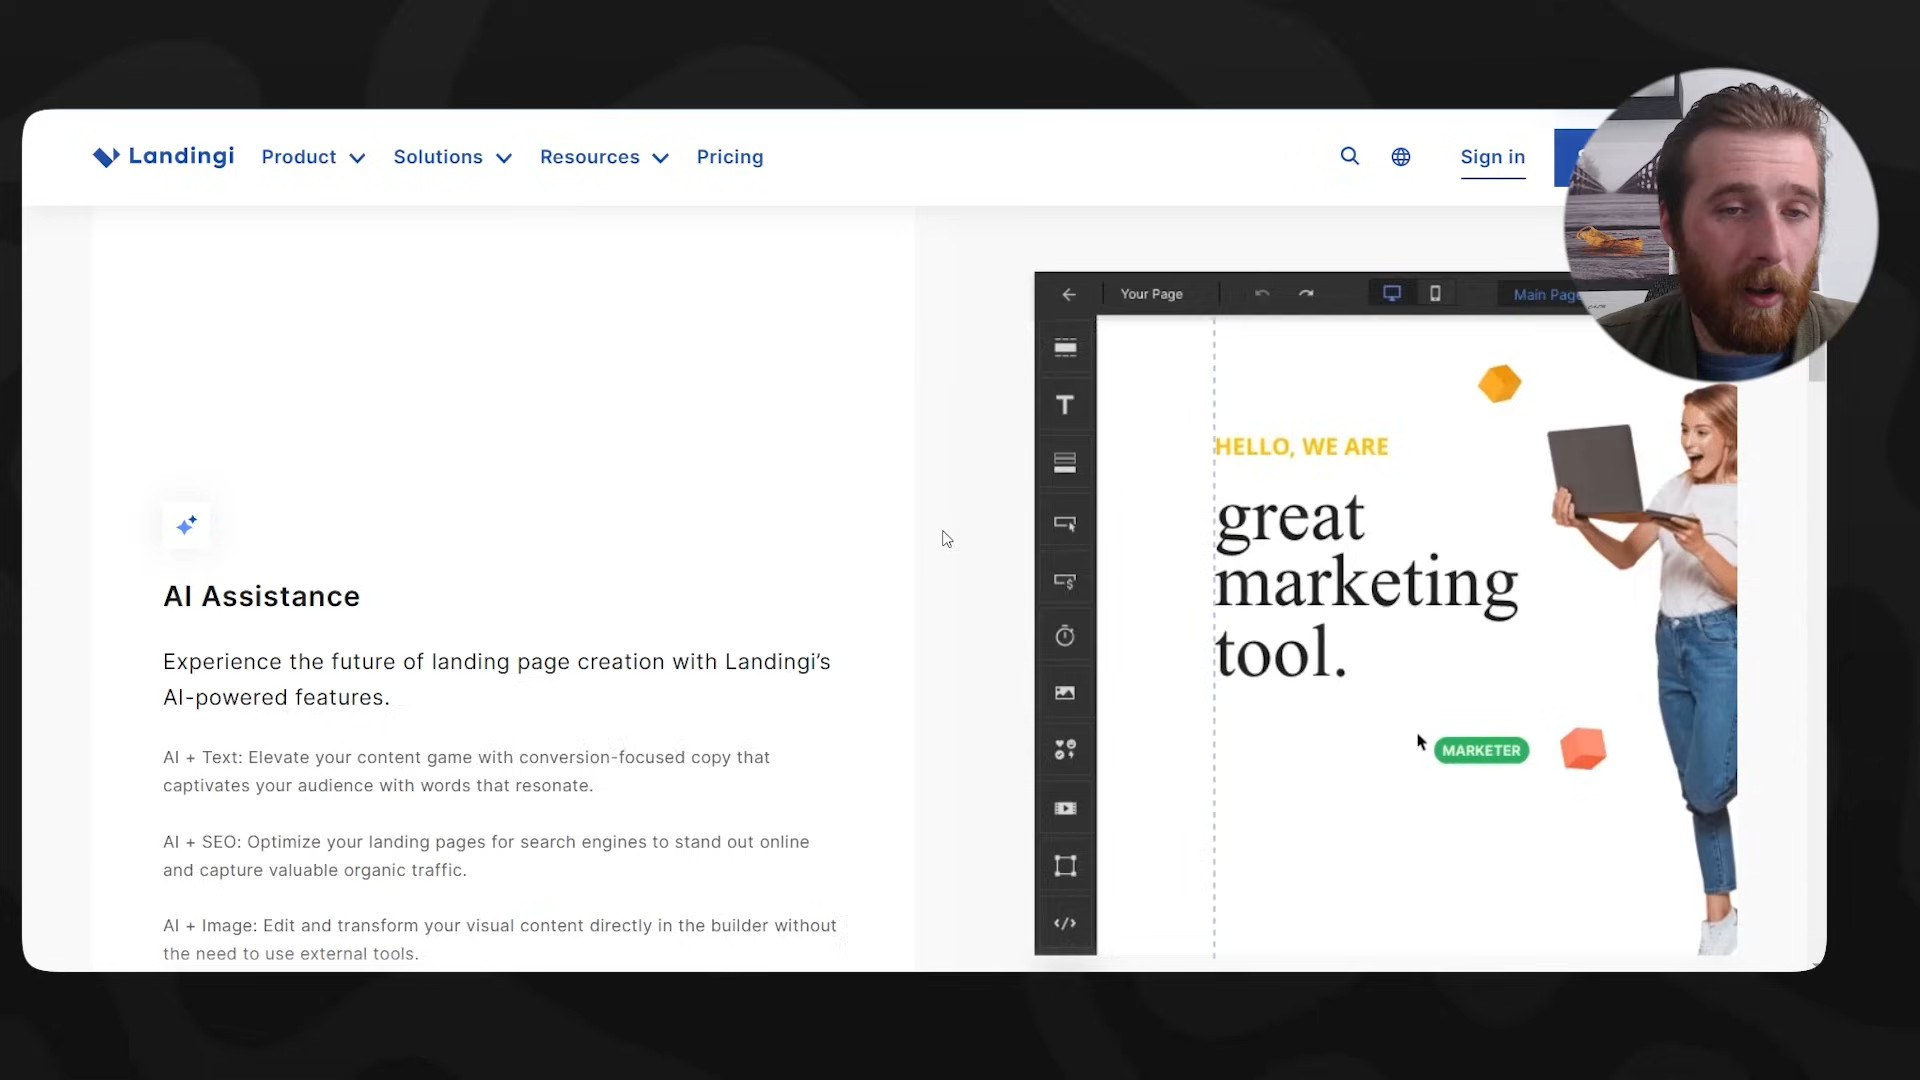 Landingi Product Solutions Resources Pricing Sign in
Your Page
Main Page
HELLO, WE ARE
great
marketing
tool.
MARKETER
AI Assistance
Experience the future of landing page creation with Landingi’s
AI-powered features.
AI + Text: Elevate your content game with conversion-focused copy that
captivates your audience with words that resonate.
AI + SEO: Optimize your landing pages for search engines to stand out online
and capture valuable organic traffic.
AI + Image: Edit and transform your visual content directly in the builder without
the need to use external tools.